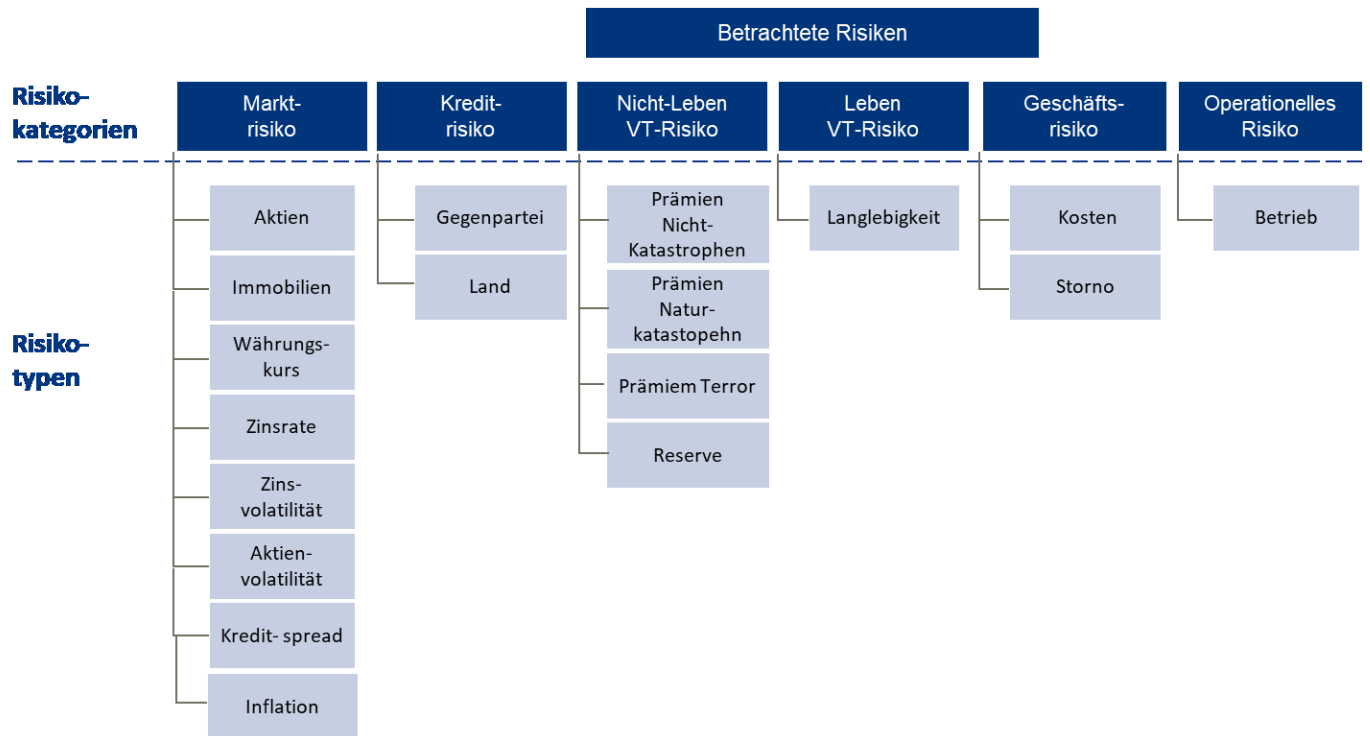 Betrachtete Risiken
Risiko-
kategorien
Markt-
risiko
Kredit-
risiko
Nicht-Leben
VT-Risiko
Leben
VT-Risiko
Geschäfts-
risiko
Operationelles
Risiko
Risiko-
typen
Aktien
Immobilien
Währungs-
kurs
Zinsrate
Zins-
volatilität
Aktien-
volatilität
Kredit- spread
Inflation
Gegenpartei
Land
Prämien
Nicht-
Katastrophen
Prämien
Natur-
katastopehn
Prämiem Terror
Reserve
Langlebigkeit
Kosten
Storno
Betrieb